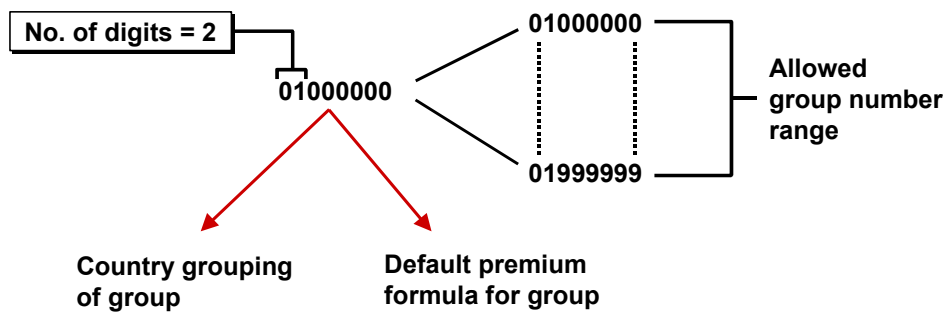 No. of digits = 2
01000000
01000000
01999999
Allowed
group number
range
Country grouping
of group
Default premium
formula for group